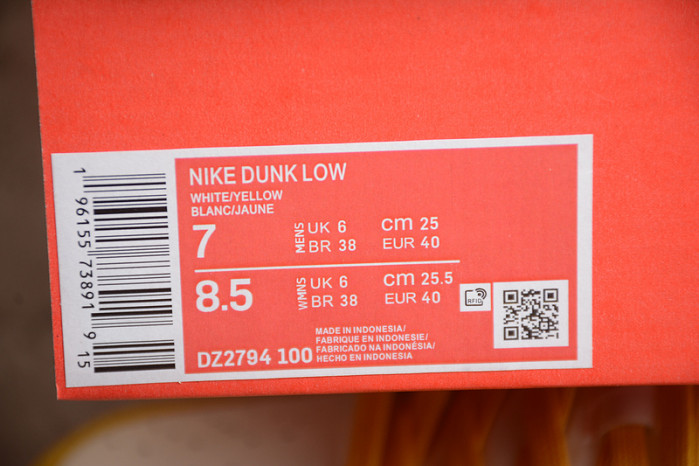 1 96155 73891 9 15
NIKE DUNK LOW
WHITE/YELLOW
BLANC/JAUNE
7
MENS
UK 6
BR 38
cm 25
EUR 40
8.5
WMNS
UK 6
BR 38
cm 25.5
EUR 40
RFID
DZ2794 100
MADE IN INDONESIA/
FABRIQUE EN INDONESIE/
FABRICADO NA INDONÉSIA/
HECHO EN INDONESIA